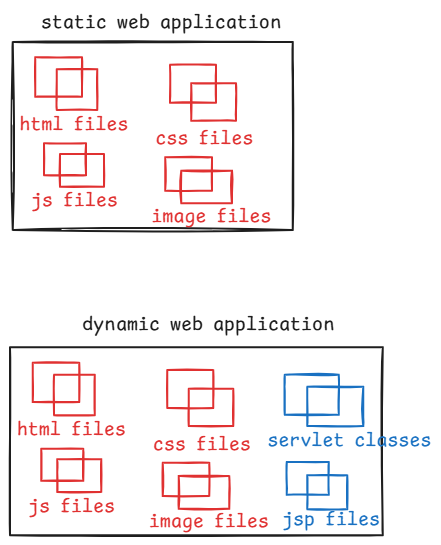 static web application
html files
css files
js files
image files
dynamic web application
html files
css files
servlet classes
js files
image files
jsp files